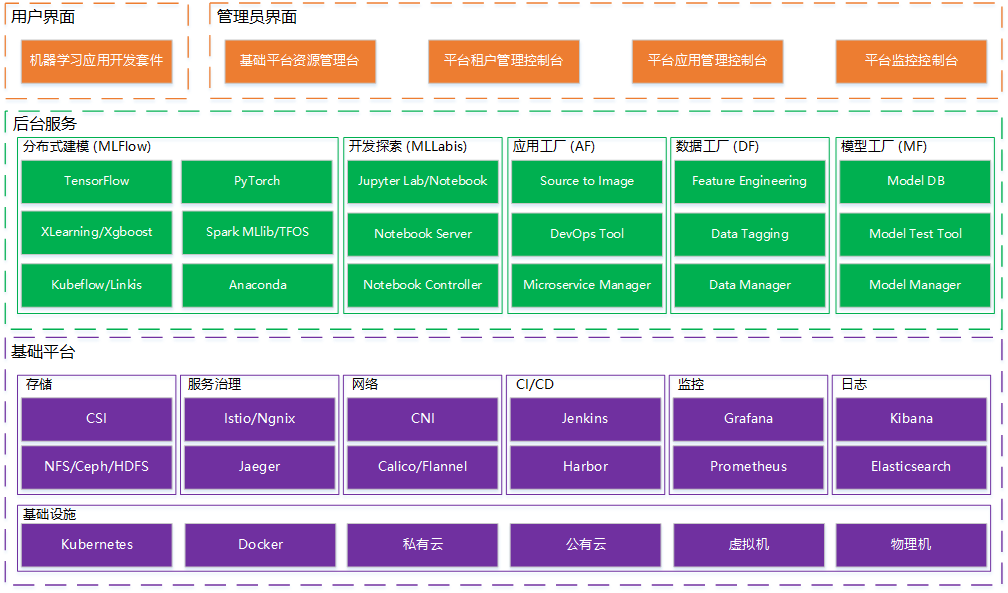 用户界面
管理员界面
机器学习应用开发套件
基础平台资源管理台
平台租户管理控制台
平台应用管理控制台
平台监控控制台
后台服务
分布式建模 (MLFlow)
开发探索 (MLLabis)
应用工厂 (AF)
数据工厂 (DF)
模型工厂 (MF)
TensorFlow
PyTorch
Jupyter Lab/Notebook
Source to Image
Feature Engineering
Model DB
XLearning/Xgboost
Spark MLlib/TFOS
Notebook Server
DevOps Tool
Data Tagging
Model Test Tool
Kubeflow/Linkis
Anaconda
Notebook Controller
Microservice Manager
Data Manager
Model Manager
基础平台
存储
服务治理
网络
CI/CD
监控
日志
CSI
Istio/Ngnix
CNI
Jenkins
Grafana
Kibana
NFS/Ceph/HDFS
Jaeger
Calico/Flannel
Harbor
Prometheus
Elasticsearch
基础设施
Kubernetes
Docker
私有云
公有云
虚拟机
物理机